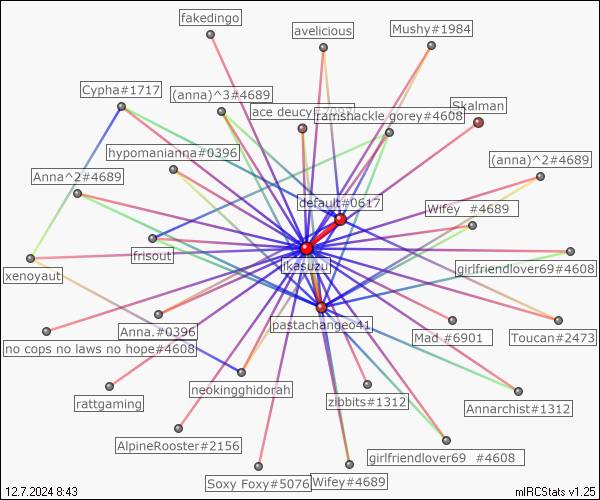 fakedingo
avelicious
Mushy#1984
Cypha#1717
(anna)^3#4689
ace deucy
ramshackle gorey#4608
Skalman
hypomanianna#0396
(anna)^2#4689
Anna^2#4689
default#0617
Wifey #4689
frisout
ikasuzu
girlfriendlover69#4608
xenoyaut
Anna.#0396
pastachangeo41
no cops no laws no hope#4608
Mad #6901
Toucan#2473
rattgaming
neokingghidorah
zibbits#1312
Annarchist#1312
AlpineRooster#2156
girlfriendlover69 #4608
Soxy Foxy#5076
Wifey#4689
12.7.2024 8:43
mIRCStats v1.25